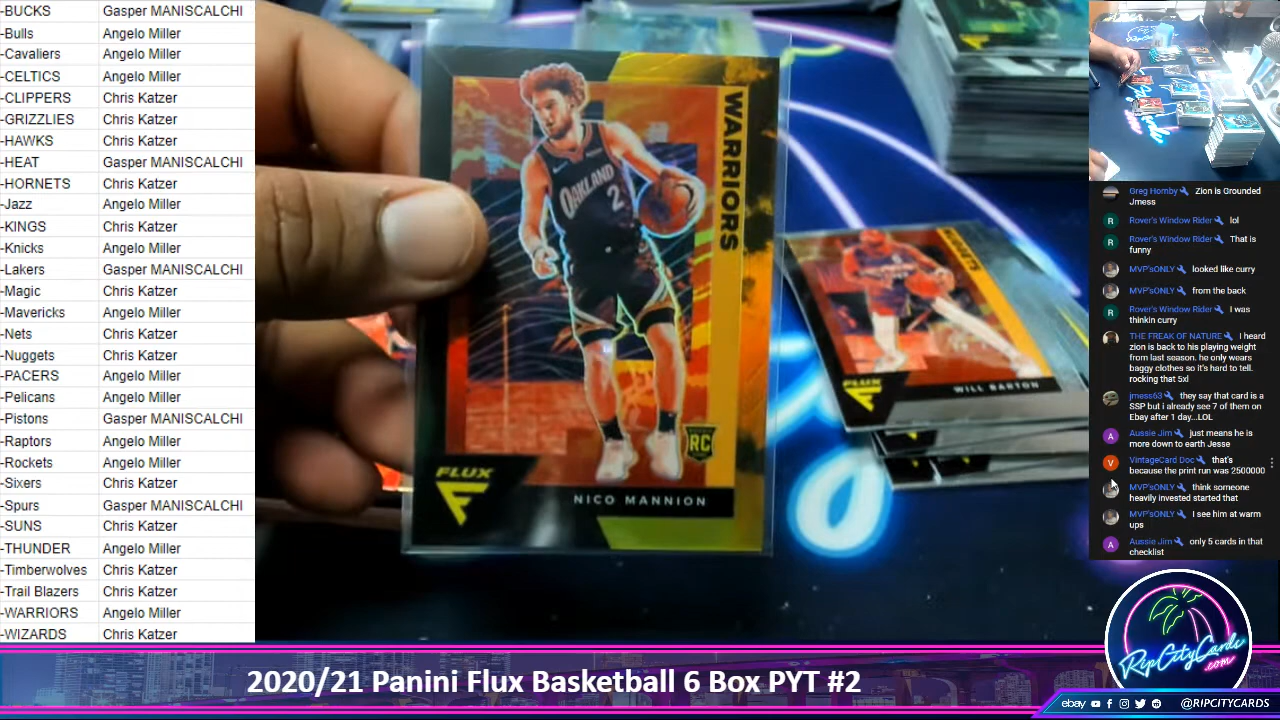 -BUCKS Gasper MANISCALCHI
-Bulls Angelo Miller
-Cavaliers Angelo Miller
-CELTICS Angelo Miller
-CLIPPERS Chris Katzer
-GRIZZLIES Chris Katzer
-HAWKS Chris Katzer
-HEAT Gasper MANISCALCHI
-HORNETS Chris Katzer
-Jazz Angelo Miller
-KINGS Chris Katzer
-Knicks Angelo Miller
-Lakers Gasper MANISCALCHI
-Magic Chris Katzer
-Mavericks Angelo Miller
-Nets Chris Katzer
-Nuggets Chris Katzer
-PACERS Angelo Miller
-Pelicans Angelo Miller
-Pistons Gasper MANISCALCHI
-Raptors Angelo Miller
-Rockets Angelo Miller
-Sixers Chris Katzer
-Spurs Gasper MANISCALCHI
-SUNS Chris Katzer
-THUNDER Angelo Miller
-Timberwolves Chris Katzer
-Trail Blazers Chris Katzer
-WARRIORS Angelo Miller
-WIZARDS Chris Katzer
WARRIORS
OAKLAND
2
RC
FLUX
NICO MANNION
NUGGETS
FLUX
WILL BARTON
Greg Hornby Zion is Grounded
Jmess
R Rover's Window Rider lol
R Rover's Window Rider That is
funny
MVP'sONLY looked like curry
MVP'sONLY from the back
R Rover's Window Rider I was
thinkin curry
THE FREAK OF NATURE I heard
zion is back to his playing weight
from last season. he only wears
baggy clothes so it's hard to tell.
rocking that 5xl
jmess63 they say that card is a
SSP but i already see 7 of them on
Ebay after 1 day...LOL
A Aussie Jim just means he is
more down to earth Jesse
V VintageCard Doc that's
because the print run was 2500000
MVP'sONLY think someone
heavily invested started that
MVP'sONLY I see him at warm
ups
A Aussie Jim only 5 cards in that
checklist
RipCityCards
.com
2020/21 Panini Flux Basketball 6 Box PYT #2
ebay @RIPCITYCARDS